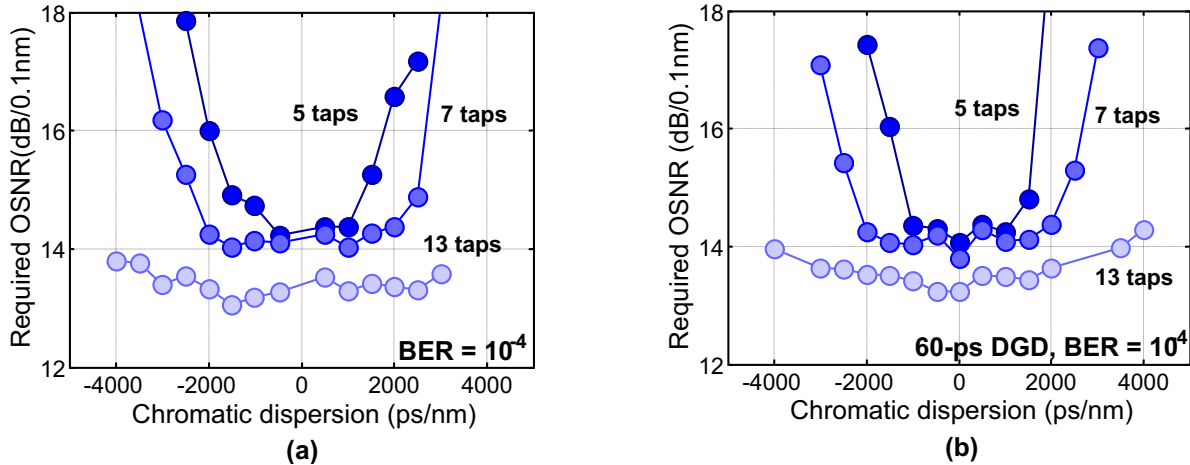 Required OSNR(dB/0.1nm)
18
16
14
12
5 taps
7 taps
13 taps
BER = 10-4
-4000 -2000 0 2000 4000
Chromatic dispersion (ps/nm)
(a)
Required OSNR (dB/0.1nm)
18
16
14
12
5 taps
7 taps
13 taps
60-ps DGD, BER = 104
-4000 -2000 0 2000 4000
Chromatic dispersion (ps/nm)
(b)